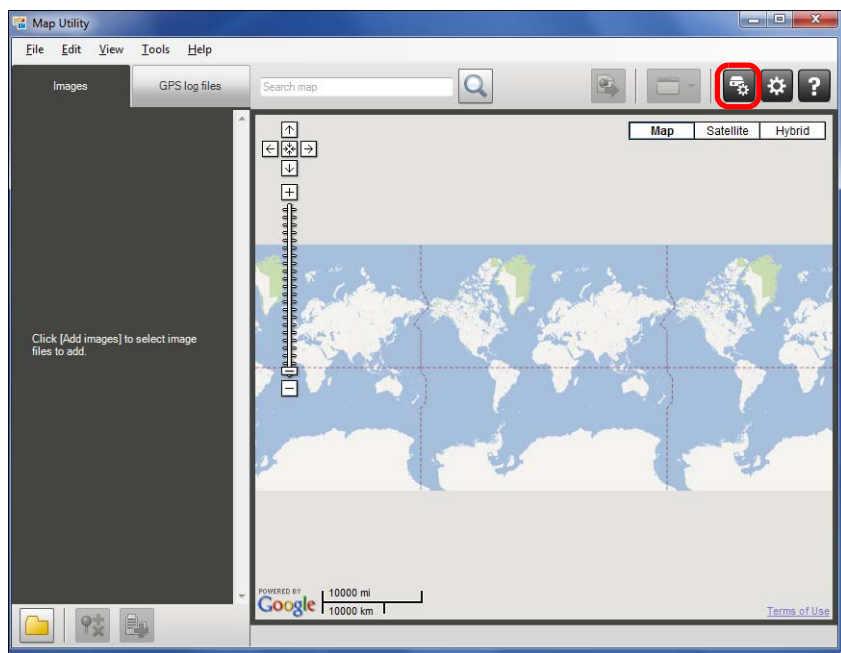 Map Utility
File Edit View Tools Help
Images
GPS log files
Search map
?
Map
Satellite
Hybrid
Click [Add images] to select image
files to add.
POWERED BY
Google
10000 mi
10000 km
Terms of Use